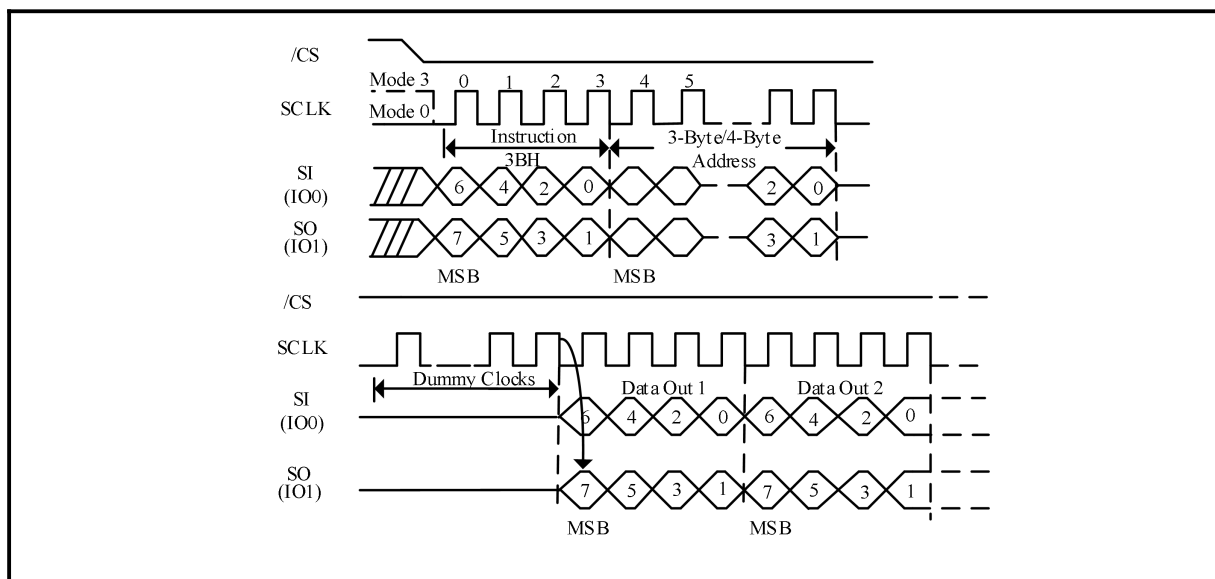 /CS
Mode 3 0 1 2 3 4 5
SCLK
Mode 0
Instruction 3-Byte/4-Byte
3BH Address
SI
(IO0)
6 4 2 0 2 0
SO
(IO1)
7 5 3 1 3 1
MSB MSB
/CS
SCLK
Dummy Clocks Data Out 1 Data Out 2
SI
(IO0)
6 4 2 0 6 4 2 0
SO
(IO1)
7 5 3 1 7 5 3 1
MSB MSB